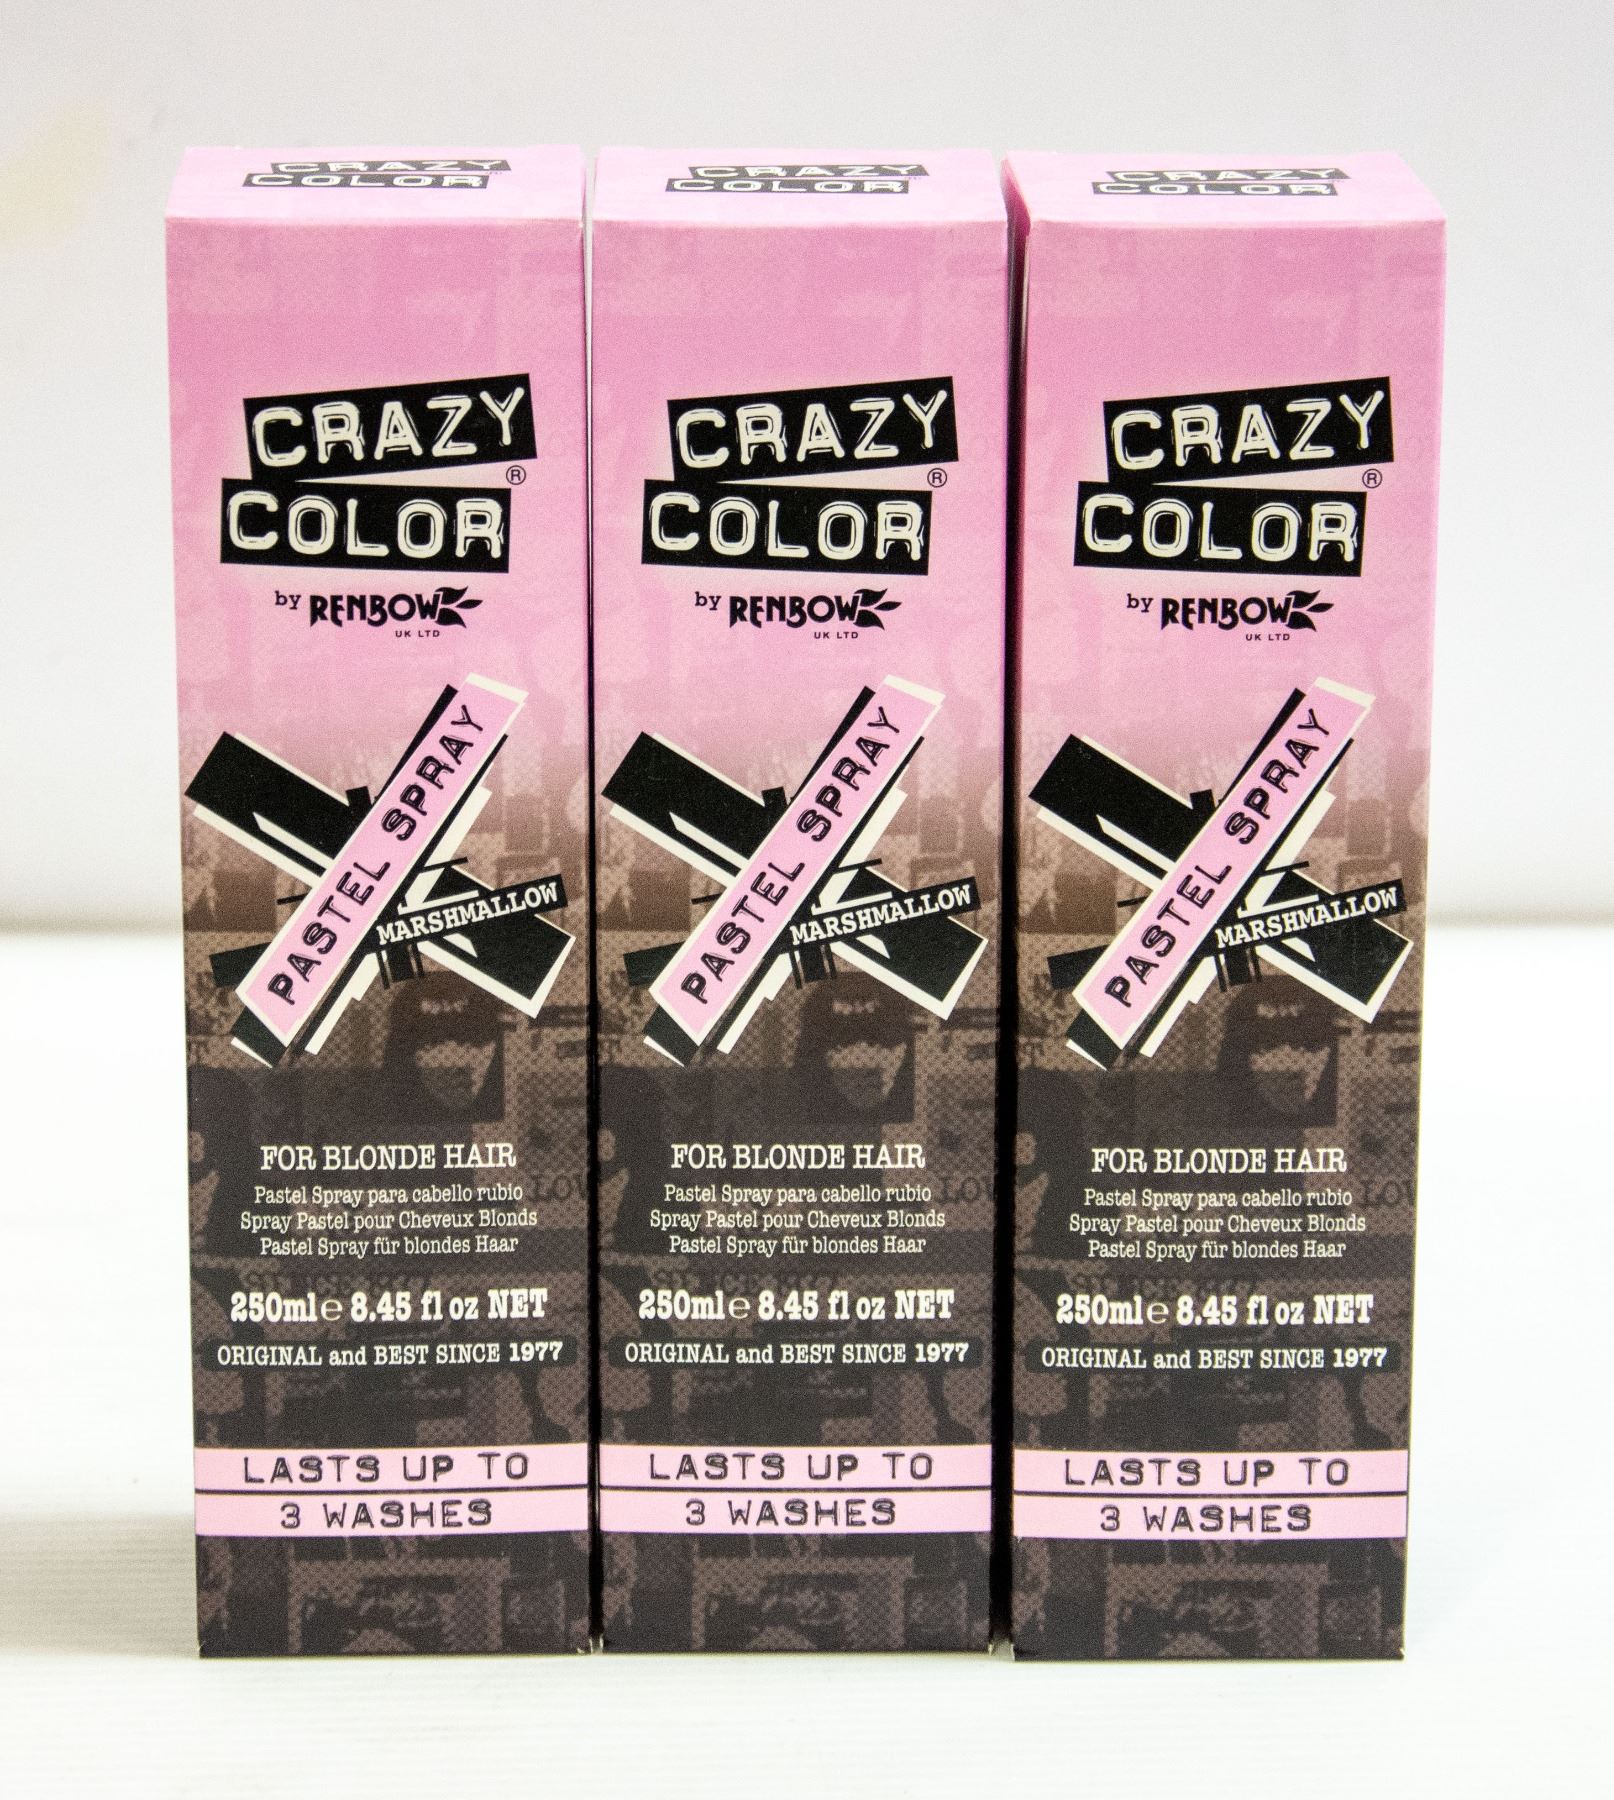 CRAZY
COLOR
CRAZY
COLOR
®
by RENBOW
UK LTD
PASTEL SPRAY
MARSHMALLOW
FOR BLONDE HAIR
Pastel Spray para cabello rubio
Spray Pastel pour Cheveux Blonds
Pastel Spray für blondes Haar
250ml e 8.45 fl oz NET
ORIGINAL and BEST SINCE 1977
LASTS UP TO
3 WASHES
CRAZY
COLOR
CRAZY
COLOR
®
by RENBOW
UK LTD
PASTEL SPRAY
MARSHMALLOW
FOR BLONDE HAIR
Pastel Spray para cabello rubio
Spray Pastel pour Cheveux Blonds
Pastel Spray für blondes Haar
250ml e 8.45 fl oz NET
ORIGINAL and BEST SINCE 1977
LASTS UP TO
3 WASHES
CRAZY
COLOR
CRAZY
COLOR
®
by RENBOW
UK LTD
PASTEL SPRAY
MARSHMALLOW
FOR BLONDE HAIR
Pastel Spray para cabello rubio
Spray Pastel pour Cheveux Blonds
Pastel Spray für blondes Haar
250ml e 8.45 fl oz NET
ORIGINAL and BEST SINCE 1977
LASTS UP TO
3 WASHES